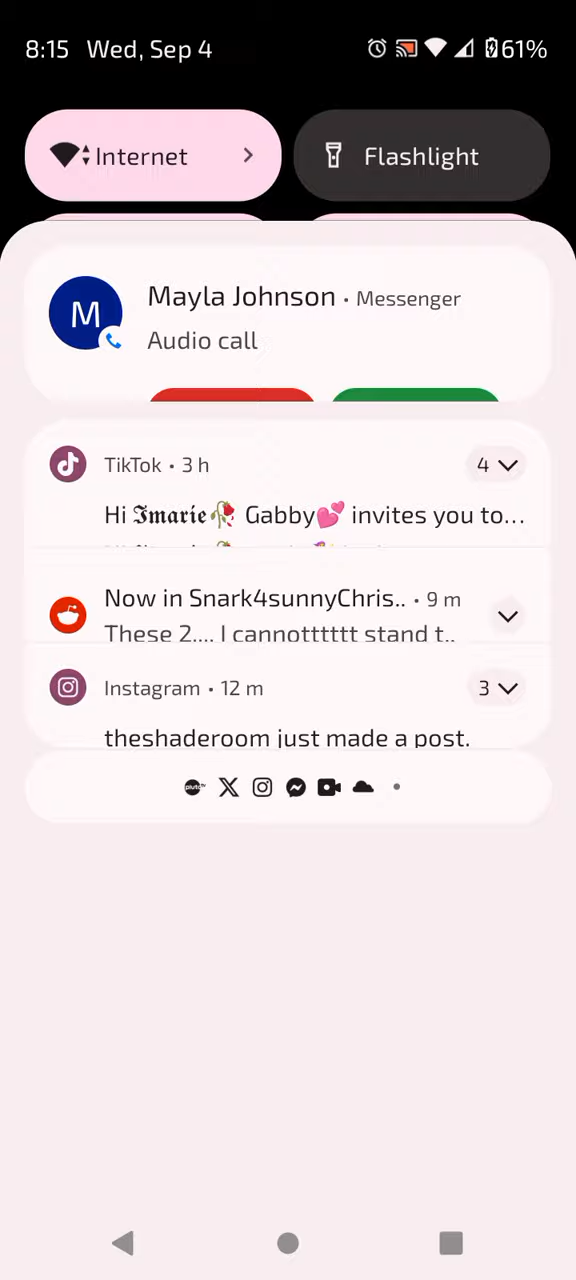 8:15 Wed, Sep 4 61%
Internet
Flashlight
Mayla Johnson • Messenger
Audio call
M
TikTok • 3 h 4
Hi 𝕴𝖒𝖆𝖗𝖎𝖊🥀 Gabby💕 invites you to...
Now in Snark4sunnyChris.. • 9 m
These 2.... I cannotttttt stand t..
Instagram • 12 m 3
theshaderoom just made a post.